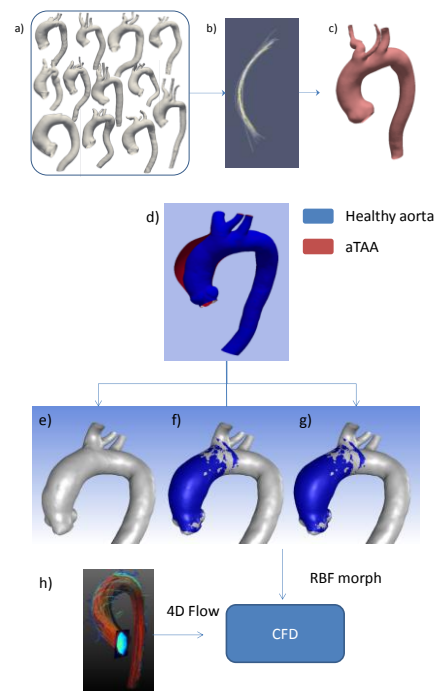 a)
b)
c)
d)
Healthy aorta
aTAA
e)
f)
g)
h)
4D Flow
RBF morph
CFD